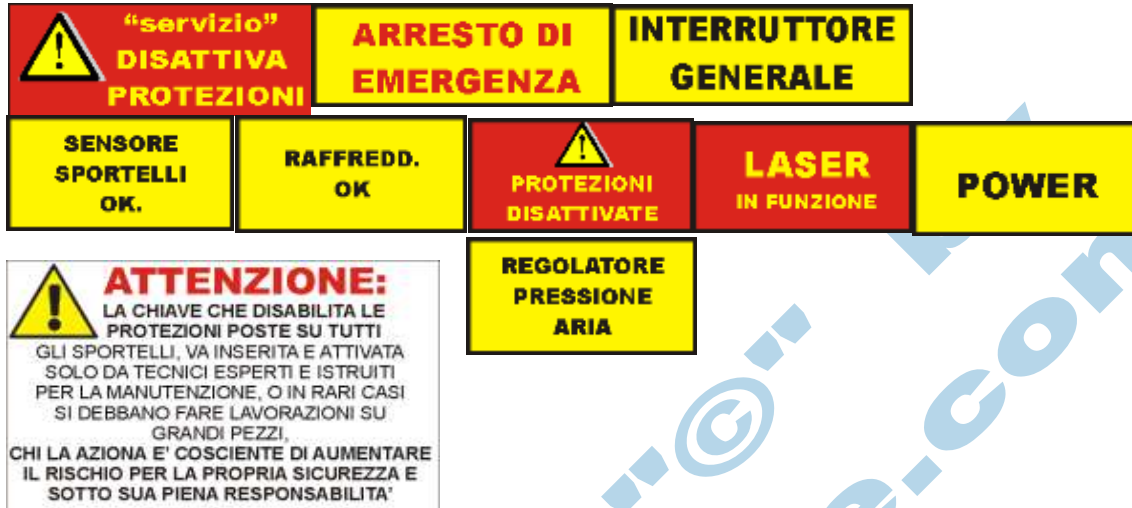 “servizio”
DISATTIVA
PROTEZIONI
ARRESTO DI
EMERGENZA
INTERRUTTORE
GENERALE
SENSORE
SPORTELLI
OK.
RAFFREDD.
OK
PROTEZIONI
DISATTIVATE
LASER
IN FUNZIONE
POWER
REGOLATORE
PRESSIONE
ARIA
ATTENZIONE:
LA CHIAVE CHE DISABILITA LE
PROTEZIONI POSTE SU TUTTI
GLI SPORTELLI, VA INSERITA E ATTIVATA
SOLO DA TECNICI ESPERTI E ISTRUITI
PER LA MANUTENZIONE, O IN RARI CASI
SI DEBBANO FARE LAVORAZIONI SU
GRANDI PEZZI,
CHI LA AZIONA E' COSCIENTE DI AUMENTARE
IL RISCHIO PER LA PROPRIA SICUREZZA E
SOTTO SUA PIENA RESPONSABILITA'
"©"
e.com